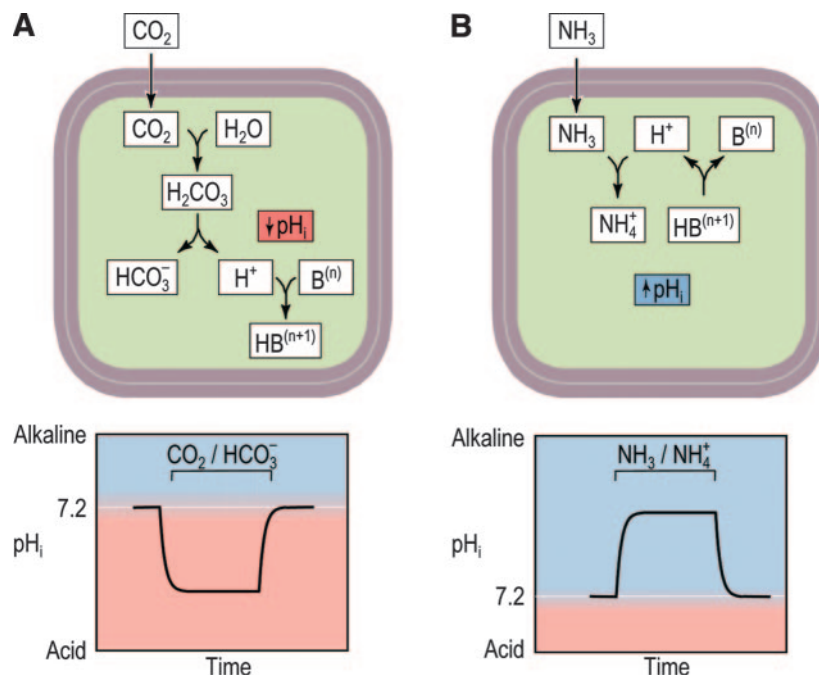 A
CO₂
CO₂ H₂O
H₂CO₃
↓pHᵢ
HCO₃⁻ H⁺ B⁽ⁿ⁾
HB⁽ⁿ⁺¹⁾
Alkaline
CO₂ / HCO₃⁻
7.2
pHᵢ
Acid
Time
B
NH₃
NH₃ H⁺ B⁽ⁿ⁾
NH₄⁺ HB⁽ⁿ⁺¹⁾
↑pHᵢ
Alkaline
NH₃ / NH₄⁺
pHᵢ
7.2
Acid
Time